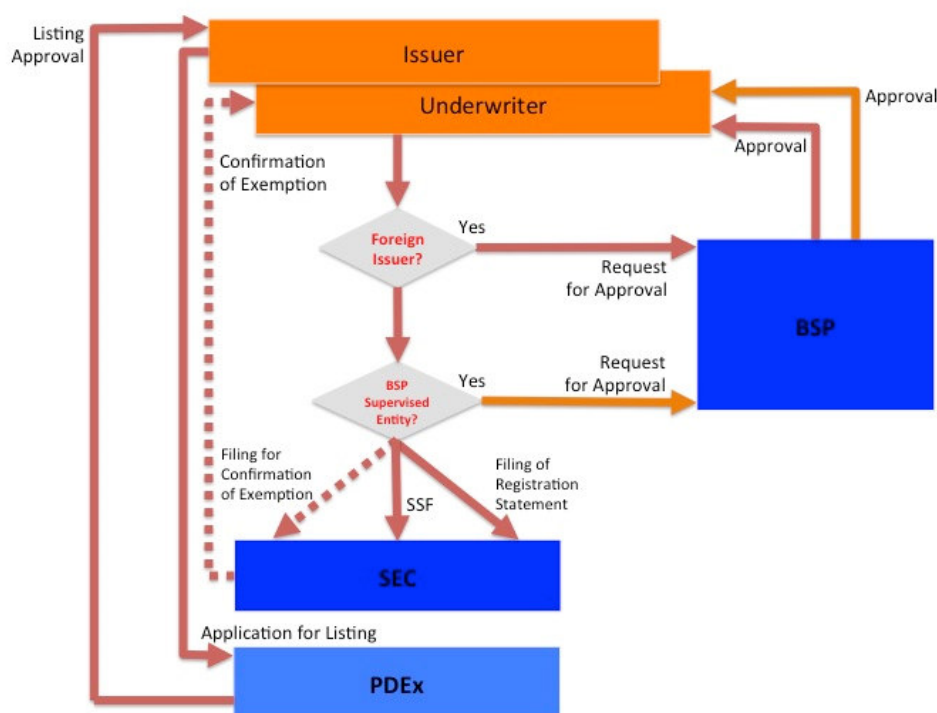 Listing
Approval
Issuer
Underwriter
Approval
Approval
Confirmation
of Exemption
Foreign
Issuer?
Yes
Request
for Approval
BSP
BSP
Supervised
Entity?
Yes
Request
for Approval
Filing for
Confirmation
of Exemption
SSF
Filing of
Registration
Statement
SEC
Application for Listing
PDEx